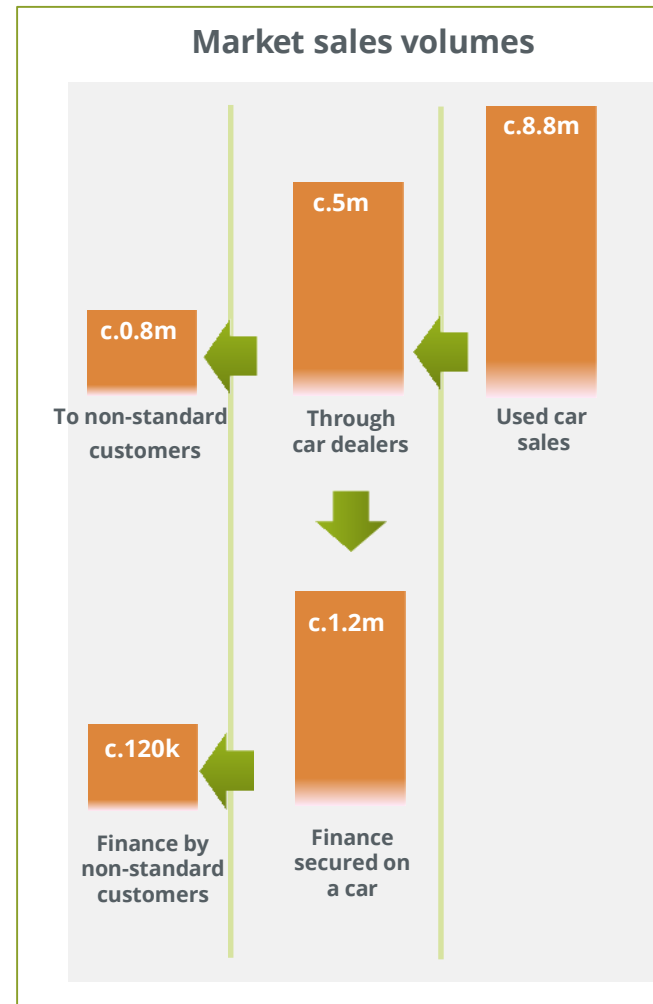 Market sales volumes
c.8.8m
c.5m
c.0.8m
To non-standard
customers
Through
car dealers
Used car
sales
c.1.2m
c.120k
Finance by
non-standard
customers
Finance
secured on
a car